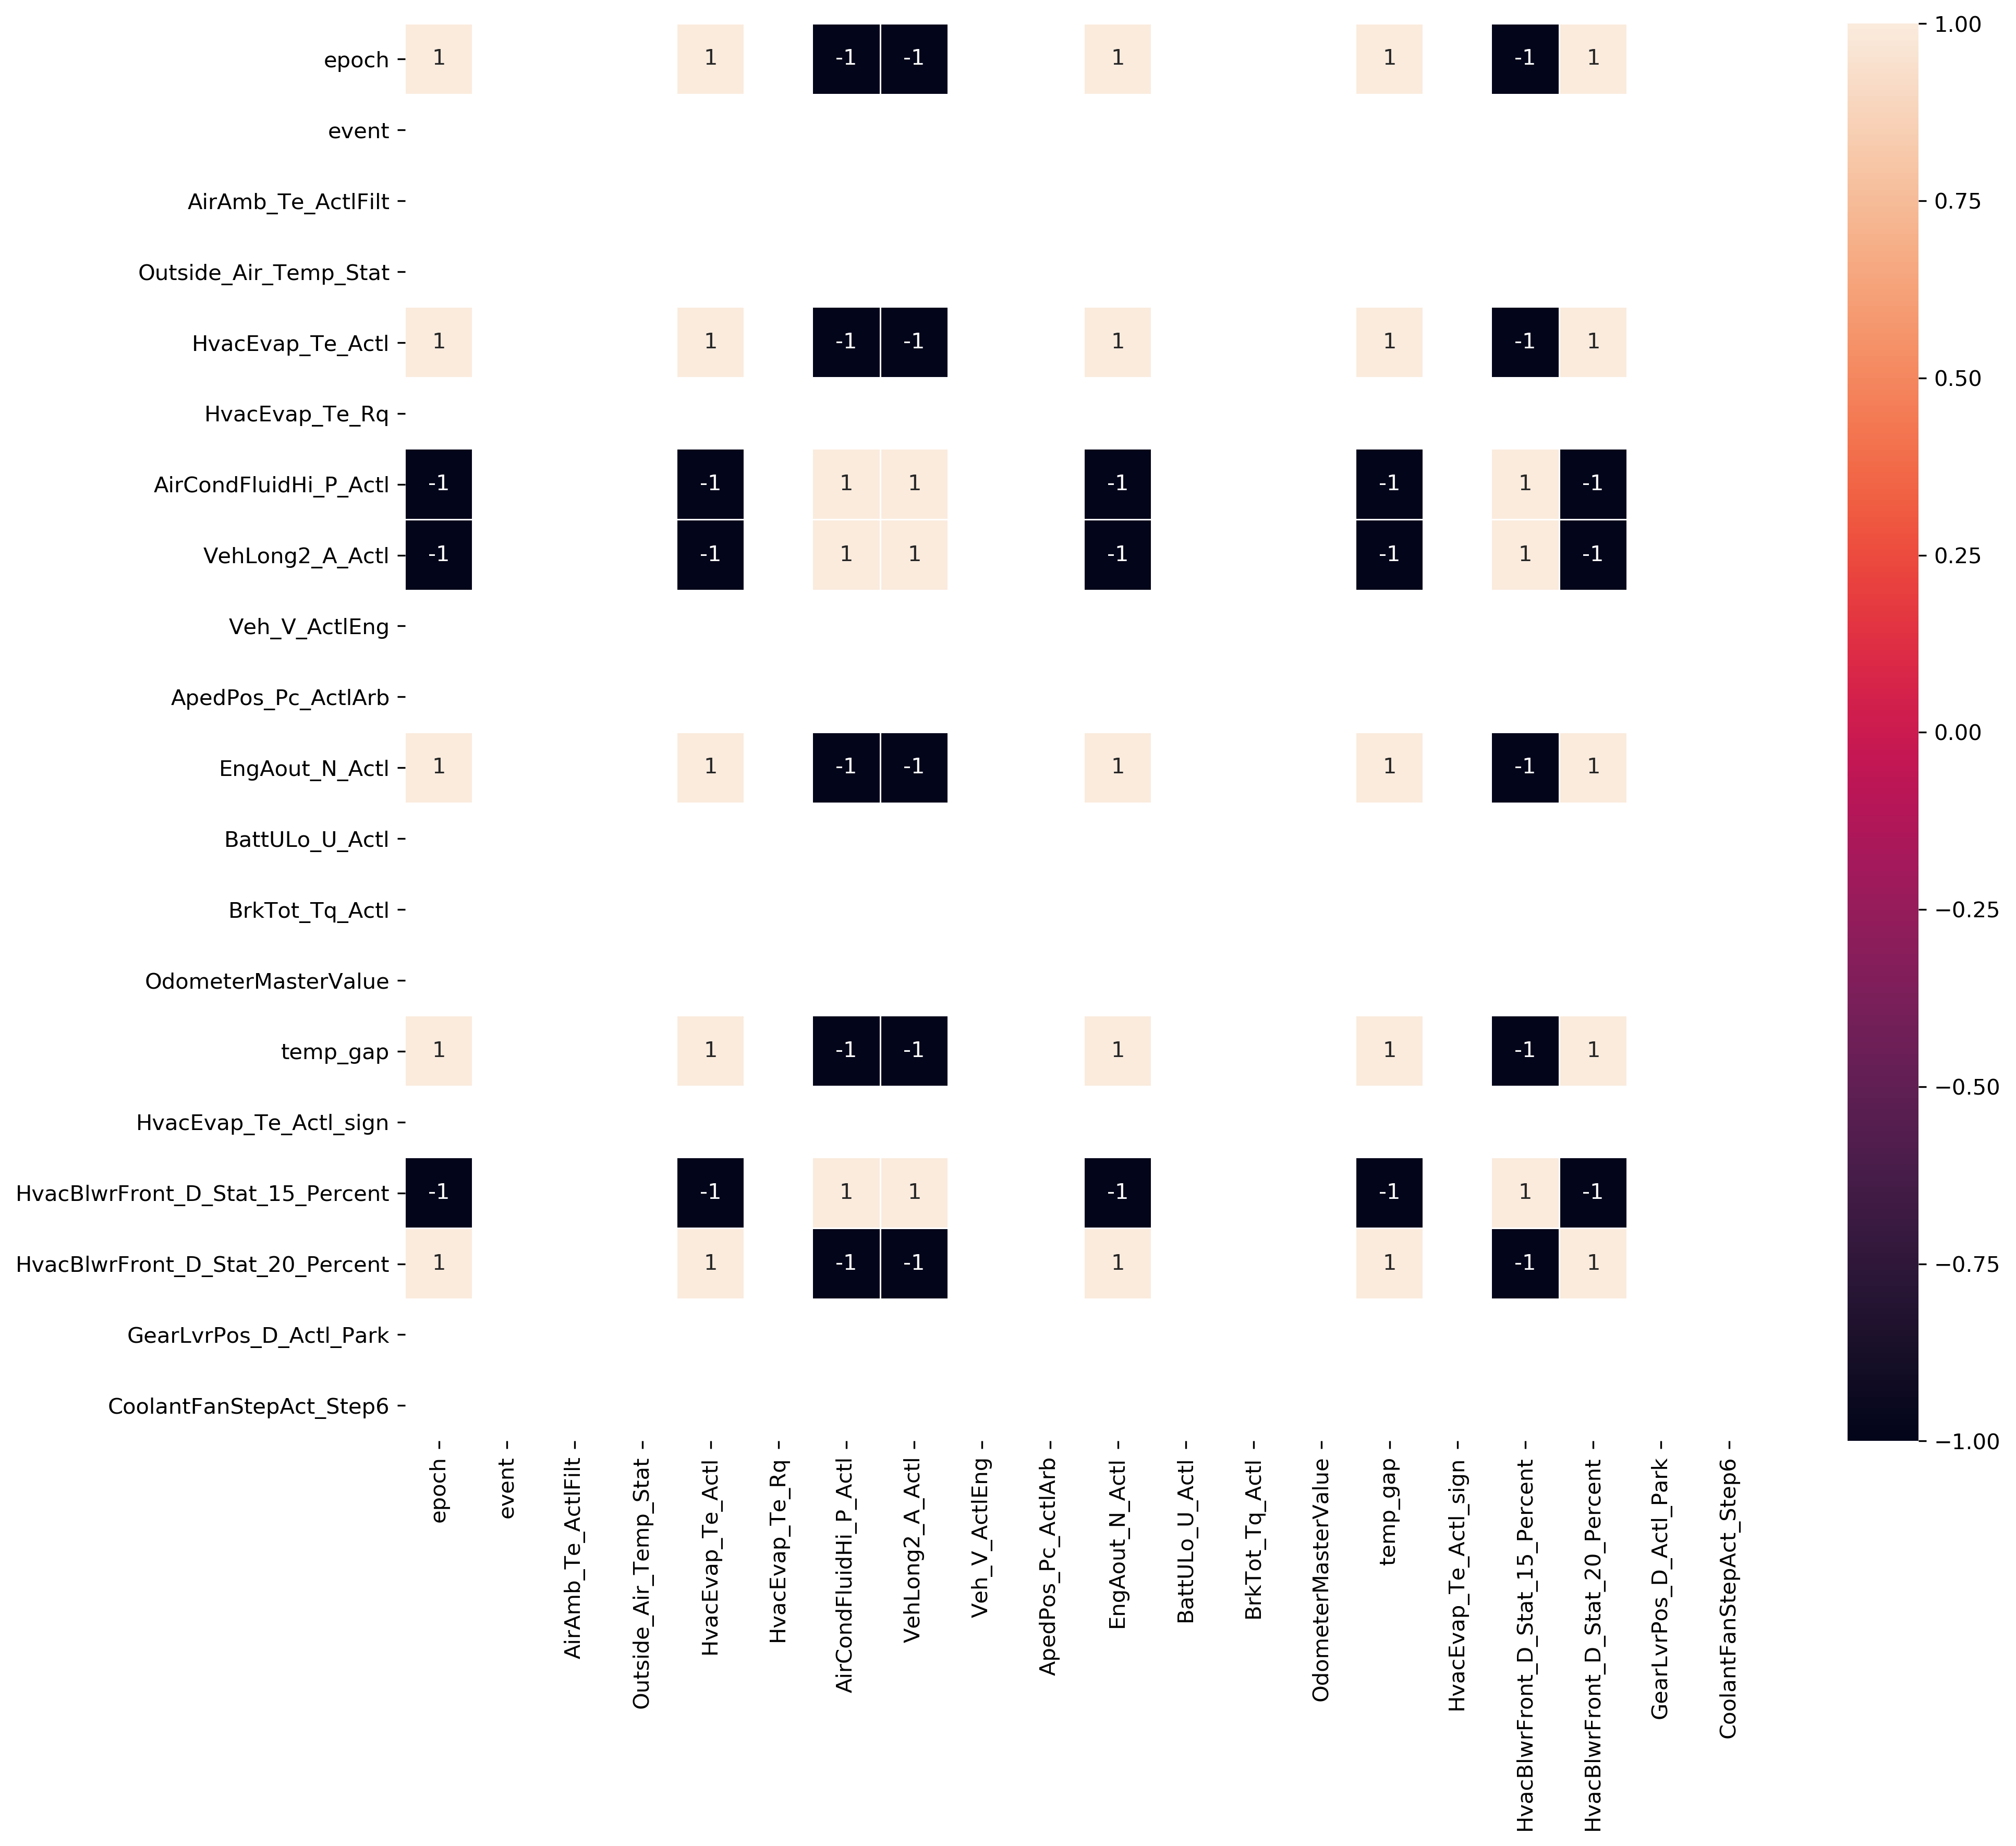 epoch 1 1 -1 -1 1 1 -1 1
event
AirAmb_Te_ActlFilt
Outside_Air_Temp_Stat
HvacEvap_Te_Actl 1 1 -1 -1 1 1 -1 1
HvacEvap_Te_Rq
AirCondFluidHi_P_Actl -1 -1 1 1 -1 -1 1 -1
VehLong2_A_Actl -1 -1 1 1 -1 -1 1 -1
Veh_V_ActlEng
ApedPos_Pc_ActlArb
EngAout_N_Actl 1 1 -1 -1 1 1 -1 1
BattULo_U_Actl
BrkTot_Tq_Actl
OdometerMasterValue
temp_gap 1 1 -1 -1 1 1 -1 1
HvacEvap_Te_Actl_sign
HvacBlwrFront_D_Stat_15_Percent -1 -1 1 1 -1 -1 1 -1
HvacBlwrFront_D_Stat_20_Percent 1 1 -1 -1 1 1 -1 1
GearLvrPos_D_Actl_Park
CoolantFanStepAct_Step6
epoch
event
AirAmb_Te_ActlFilt
Outside_Air_Temp_Stat
HvacEvap_Te_Actl
HvacEvap_Te_Rq
AirCondFluidHi_P_Actl
VehLong2_A_Actl
Veh_V_ActlEng
ApedPos_Pc_ActlArb
EngAout_N_Actl
BattULo_U_Actl
BrkTot_Tq_Actl
OdometerMasterValue
temp_gap
HvacEvap_Te_Actl_sign
HvacBlwrFront_D_Stat_15_Percent
HvacBlwrFront_D_Stat_20_Percent
GearLvrPos_D_Actl_Park
CoolantFanStepAct_Step6
1.00
0.75
0.50
0.25
0.00
−0.25
−0.50
−0.75
−1.00